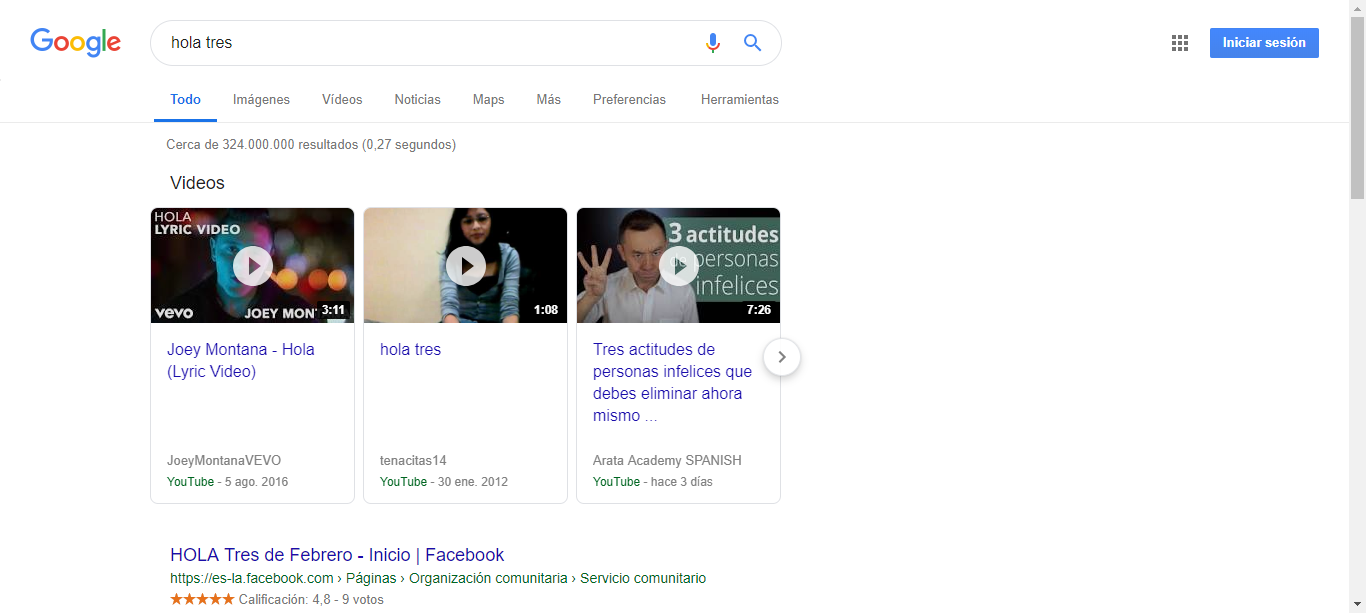 Google
hola tres
Iniciar sesión
Todo Imágenes Vídeos Noticias Maps Más Preferencias Herramientas
Cerca de 324.000.000 resultados (0,27 segundos)
Videos
HOLA
LYRIC VIDEO
vevo
JOEY MON
3:11
Joey Montana - Hola
(Lyric Video)
JoeyMontanaVEVO
YouTube - 5 ago. 2016
1:08
hola tres
tenacitas14
YouTube - 30 ene. 2012
3 actitudes
de personas
infelices
7:26
Tres actitudes de
personas infelices que
debes eliminar ahora
mismo ...
Arata Academy SPANISH
YouTube - hace 3 días
HOLA Tres de Febrero - Inicio | Facebook
https://es-la.facebook.com › Páginas › Organización comunitaria › Servicio comunitario
Calificación: 4,8 - 9 votos